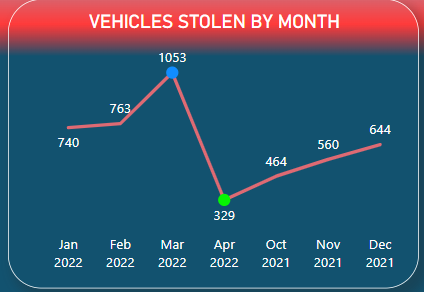 VEHICLES STOLEN BY MONTH
1053
763
740
644
560
464
329
Jan Feb Mar Apr Oct Nov Dec
2022 2022 2022 2022 2021 2021 2021